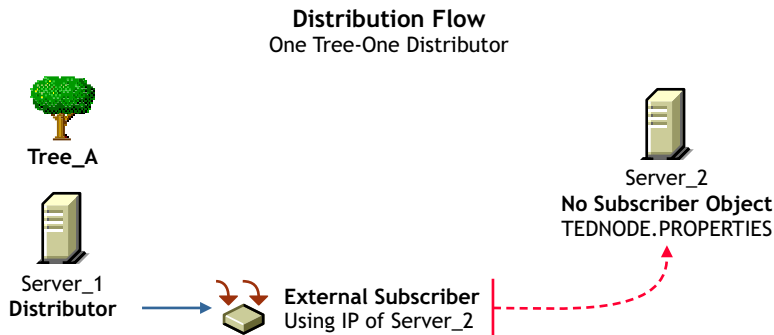 Distribution Flow
One Tree-One Distributor
Tree_A
Server_1
Distributor
External Subscriber
Using IP of Server_2
Server_2
No Subscriber Object
TEDNODE.PROPERTIES